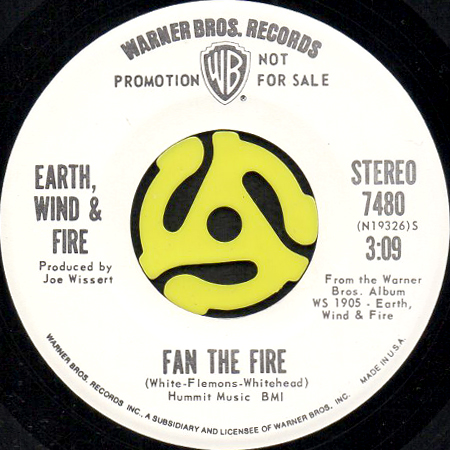 WARNER BROS. RECORDS
PROMOTION NOT FOR SALE
WB
®
EARTH,
WIND &
FIRE
Produced by
Joe Wissert
STEREO
7480
(N19326)S
3:09
From the Warner
Bros. Album
WS 1905 - Earth,
Wind & Fire
FAN THE FIRE
(White-Flemons-Whitehead)
Hummit Music BMI
WARNER BROS. RECORDS INC., A SUBSIDIARY AND LICENSEE OF WARNER BROS., INC. MADE IN U.S.A.